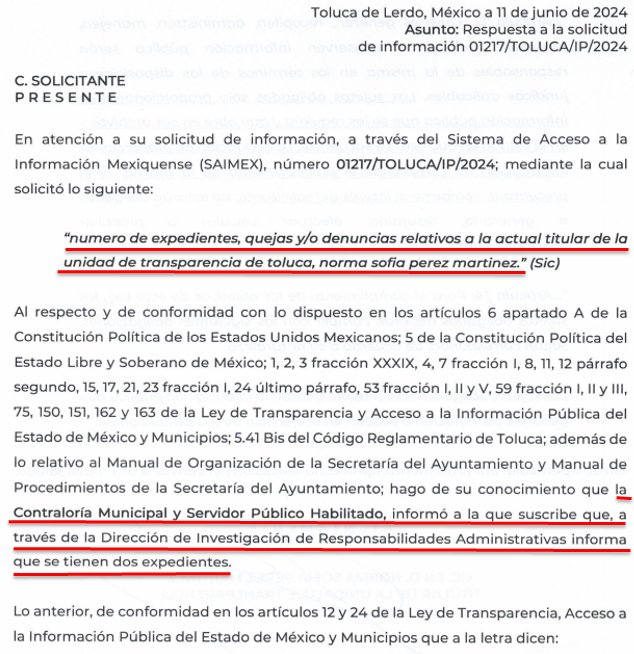 Toluca de Lerdo, México a 11 de junio de 2024
Asunto: Respuesta a la solicitud
de información 01217/TOLUCA/IP/2024
C. SOLICITANTE
P R E S E N T E
En atención a su solicitud de información, a través del Sistema de Acceso a la
Información Mexiquense (SAIMEX), número 01217/TOLUCA/IP/2024; mediante la cual
solicitó lo siguiente:
“numero de expedientes, quejas y/o denuncias relativos a la actual titular de la
unidad de transparencia de toluca, norma sofia perez martinez.” (Sic)
Al respecto y de conformidad con lo dispuesto en los artículos 6 apartado A de la
Constitución Política de los Estados Unidos Mexicanos; 5 de la Constitución Política del
Estado Libre y Soberano de México; 1, 2, 3 fracción XXXIX, 4, 7 fracción I, 8, 11, 12 párrafo
segundo, 15, 17, 21, 23 fracción I, 24 último párrafo, 53 fracción I, II y V, 59 fracción I, II y III,
75, 150, 151, 162 y 163 de la Ley de Transparencia y Acceso a la Información Pública del
Estado de México y Municipios; 5.41 Bis del Código Reglamentario de Toluca; además de
lo relativo al Manual de Organización de la Secretaría del Ayuntamiento y Manual de
Procedimientos de la Secretaría del Ayuntamiento; hago de su conocimiento que la
Contraloría Municipal y Servidor Público Habilitado, informó a la que suscribe que, a
través de la Dirección de Investigación de Responsabilidades Administrativas informa
que se tienen dos expedientes.
Lo anterior, de conformidad en los artículos 12 y 24 de la Ley de Transparencia, Acceso a
la Información Pública del Estado de México y Municipios que a la letra dicen: